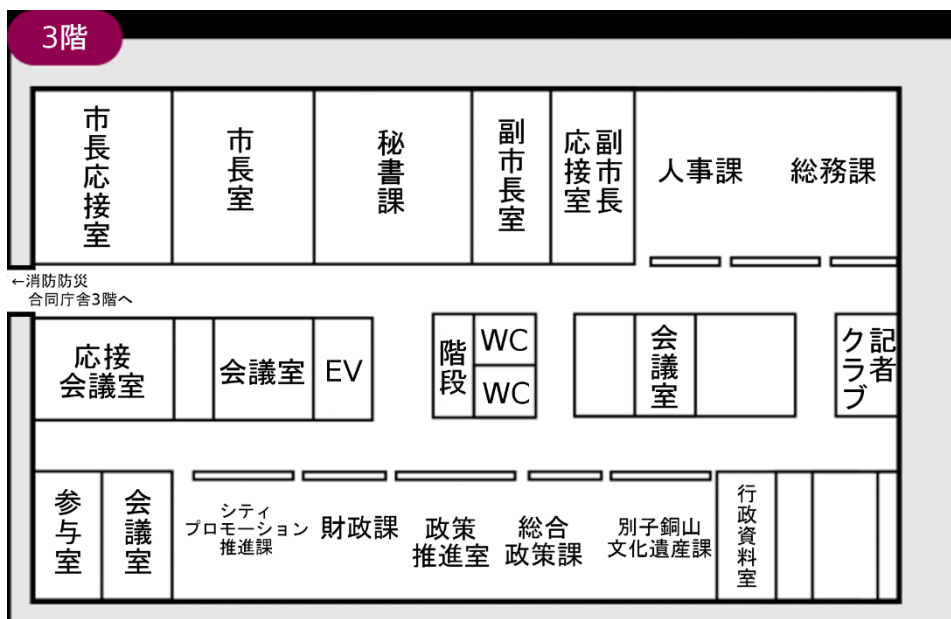 3階
市長応接室
市長室
秘書課
副市長室
副市長
応接室
人事課
総務課
←消防防災
合同庁舎3階へ
応接
会議室
会議室
EV
階段
WC
WC
会議室
記者
クラブ
参与室
会議室
シティ
プロモーション
推進課
財政課
政策
推進室
総合
政策課
別子銅山
文化遺産課
行政資料室